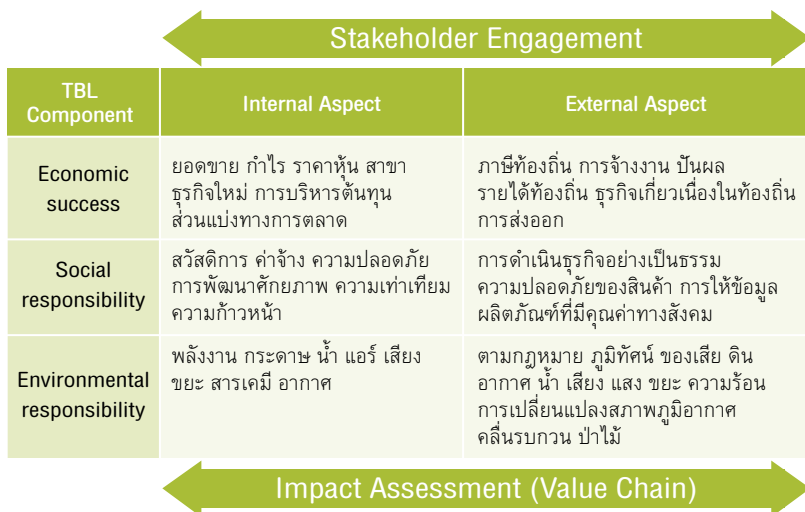 Stakeholder Engagement
TBL
Component
Internal Aspect
External Aspect
Economic
success
ยอดขาย กำไร ราคาหุ้น สาขา
ธุรกิจใหม่ การบริหารต้นทุน
ส่วนแบ่งทางการตลาด
ภาษีท้องถิ่น การจ้างงาน ปันผล
รายได้ท้องถิ่น ธุรกิจเกี่ยวเนื่องในท้องถิ่น
การส่งออก
Social
responsibility
สวัสดิการ ค่าจ้าง ความปลอดภัย
การพัฒนาศักยภาพ ความเท่าเทียม
ความก้าวหน้า
การดำเนินธุรกิจอย่างเป็นธรรม
ความปลอดภัยของสินค้า การให้ข้อมูล
ผลิตภัณฑ์ที่มีคุณค่าทางสังคม
Environmental
responsibility
พลังงาน กระดาษ น้ำ แอร์ เสียง
ขยะ สารเคมี อากาศ
ตามกฎหมาย ภูมิทัศน์ ของเสีย ดิน
อากาศ น้ำ เสียง แสง ขยะ ความร้อน
การเปลี่ยนแปลงสภาพภูมิอากาศ
คลื่นรบกวน ป่าไม้
Impact Assessment (Value Chain)